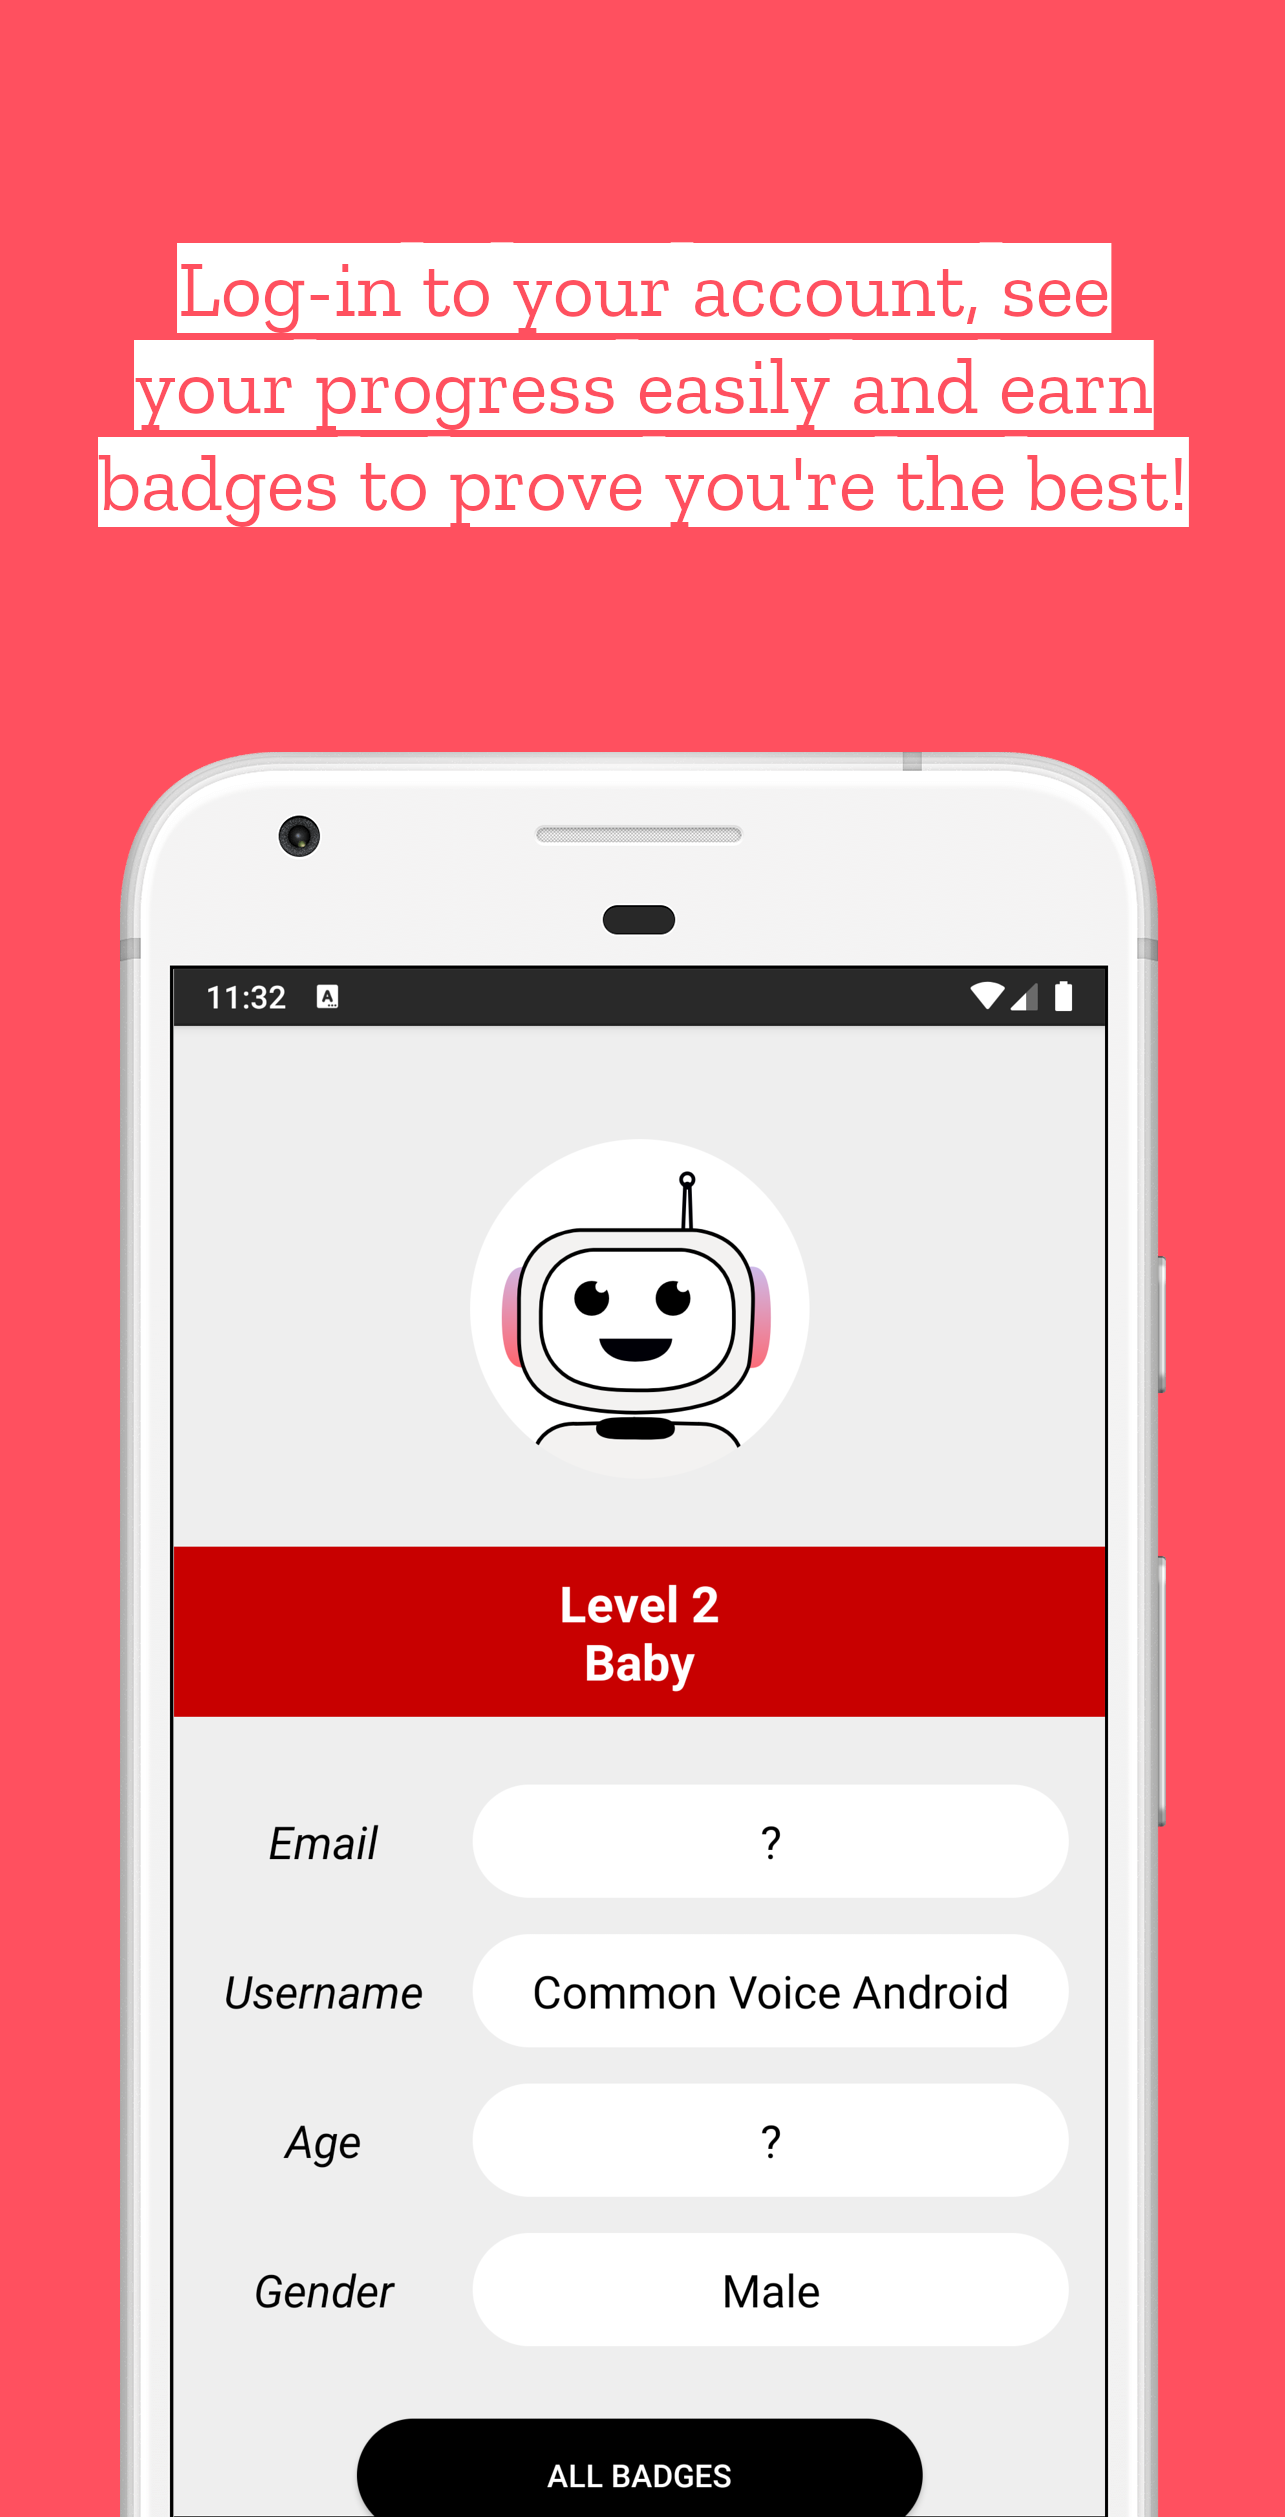 Log-in to your account, see
your progress easily and earn
badges to prove you're the best!
11:32
Level 2
Baby
Email
?
Username
Common Voice Android
Age
?
Gender
Male
ALL BADGES